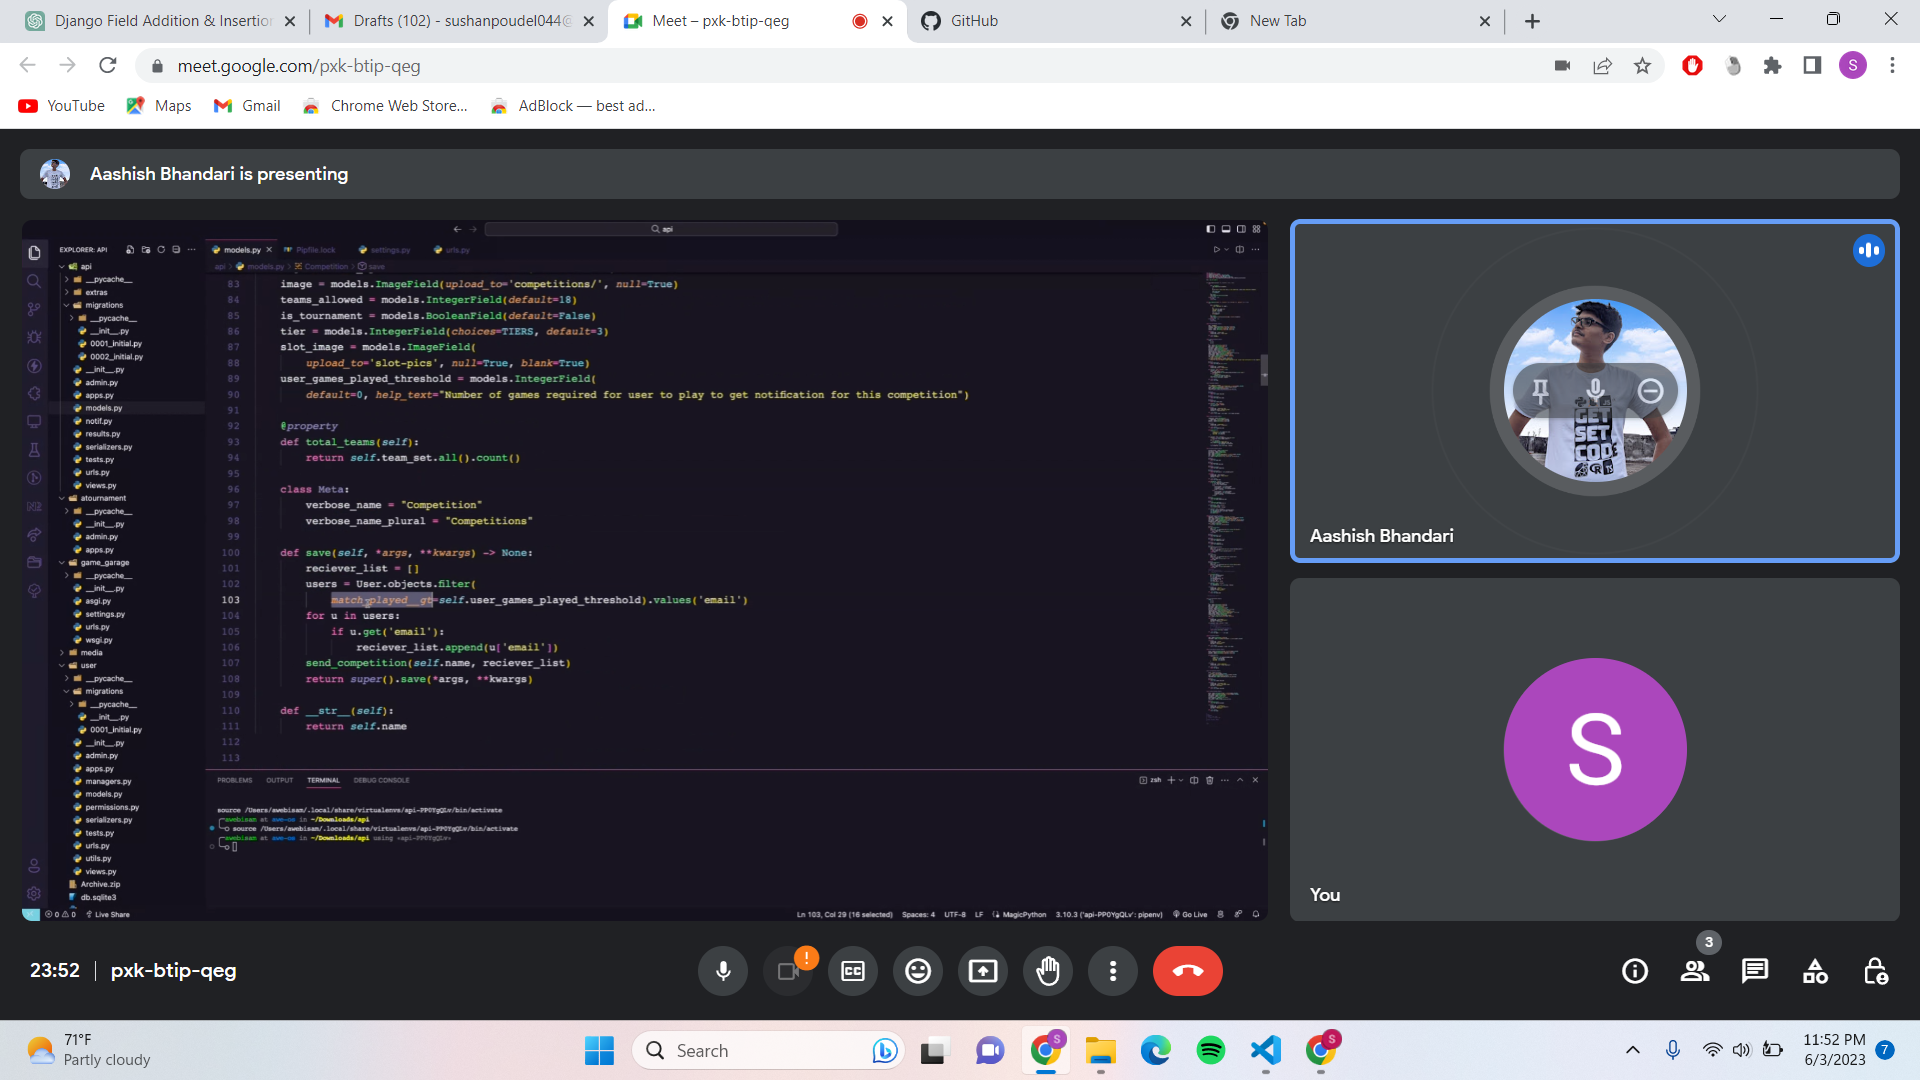 Django Field Addition & Insertion
Drafts (102) - sushanpoudel044@
Meet – pxk-btip-qeg
GitHub
New Tab
meet.google.com/pxk-btip-qeg
S
YouTube
Maps
Gmail
Chrome Web Store...
AdBlock — best ad...
Aashish Bhandari is presenting
api
EXPLORER: API
models.py
Pipfile.lock
settings.py
urls.py
api > models.py > Competition > save
api
__pycache__
extras
migrations
__pycache__
__init__.py
0001_initial.py
0002_initial.py
__init__.py
admin.py
apps.py
models.py
notif.py
results.py
serializers.py
tests.py
urls.py
views.py
atournament
__pycache__
__init__.py
admin.py
apps.py
game_garage
__pycache__
__init__.py
asgi.py
settings.py
urls.py
wsgi.py
media
user
__pycache__
migrations
__pycache__
__init__.py
0001_initial.py
__init__.py
admin.py
apps.py
managers.py
models.py
permissions.py
serializers.py
tests.py
urls.py
utils.py
views.py
Archive.zip
db.sqlite3
83 image = models.ImageField(upload_to='competitions/', null=True)
84 teams_allowed = models.IntegerField(default=18)
85 is_tournament = models.BooleanField(default=False)
86 tier = models.IntegerField(choices=TIERS, default=3)
87 slot_image = models.ImageField(
88 upload_to='slot-pics', null=True, blank=True)
89 user_games_played_threshold = models.IntegerField(
90 default=0, help_text="Number of games required for user to play to get notification for this competition")
91
92 @property
93 def total_teams(self):
94 return self.team_set.all().count()
95
96 class Meta:
97 verbose_name = "Competition"
98 verbose_name_plural = "Competitions"
99
100 def save(self, *args, **kwargs) -> None:
101 reciever_list = []
102 users = User.objects.filter(
103 match_played__gt=self.user_games_played_threshold).values('email')
104 for u in users:
105 if u.get('email'):
106 reciever_list.append(u['email'])
107 send_competition(self.name, reciever_list)
108 return super().save(*args, **kwargs)
109
110 def __str__(self):
111 return self.name
112
113
PROBLEMS OUTPUT TERMINAL DEBUG CONSOLE
zsh
source /Users/awebisam/.local/share/virtualenvs/api-PP0YgQLv/bin/activate
awebisam at awe-os in ~/Downloads/api
source /Users/awebisam/.local/share/virtualenvs/api-PP0YgQLv/bin/activate
awebisam at awe-os in ~/Downloads/api using ‹api-PP0YgQLv›
0 0 Live Share
Ln 103, Col 29 (16 selected) Spaces: 4 UTF-8 LF MagicPython 3.10.3 ('api-PP0YgQLv': pipenv) Go Live
GET
SET
CODE
Aashish Bhandari
S
You
23:52 | pxk-btip-qeg
!
3
71°F
Partly cloudy
Search
S
S
11:52 PM
6/3/2023
7